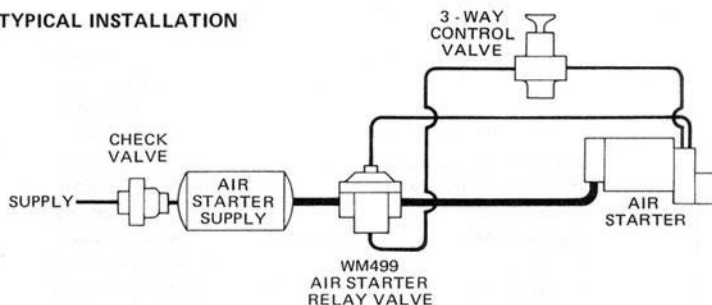 TYPICAL INSTALLATION
3 - WAY
CONTROL
VALVE
CHECK
VALVE
SUPPLY
AIR
STARTER
SUPPLY
WM499
AIR STARTER
RELAY VALVE
AIR
STARTER